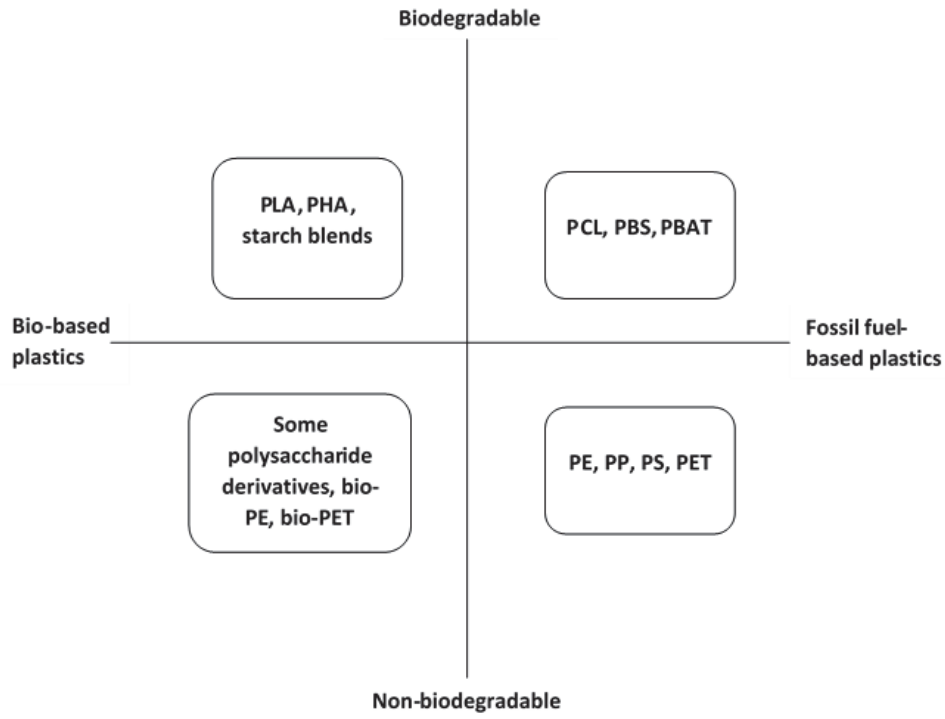 Biodegradable
PLA, PHA,
starch blends
PCL, PBS, PBAT
Bio-based
plastics
Fossil fuel-
based plastics
Some
polysaccharide
derivatives, bio-
PE, bio-PET
PE, PP, PS, PET
Non-biodegradable